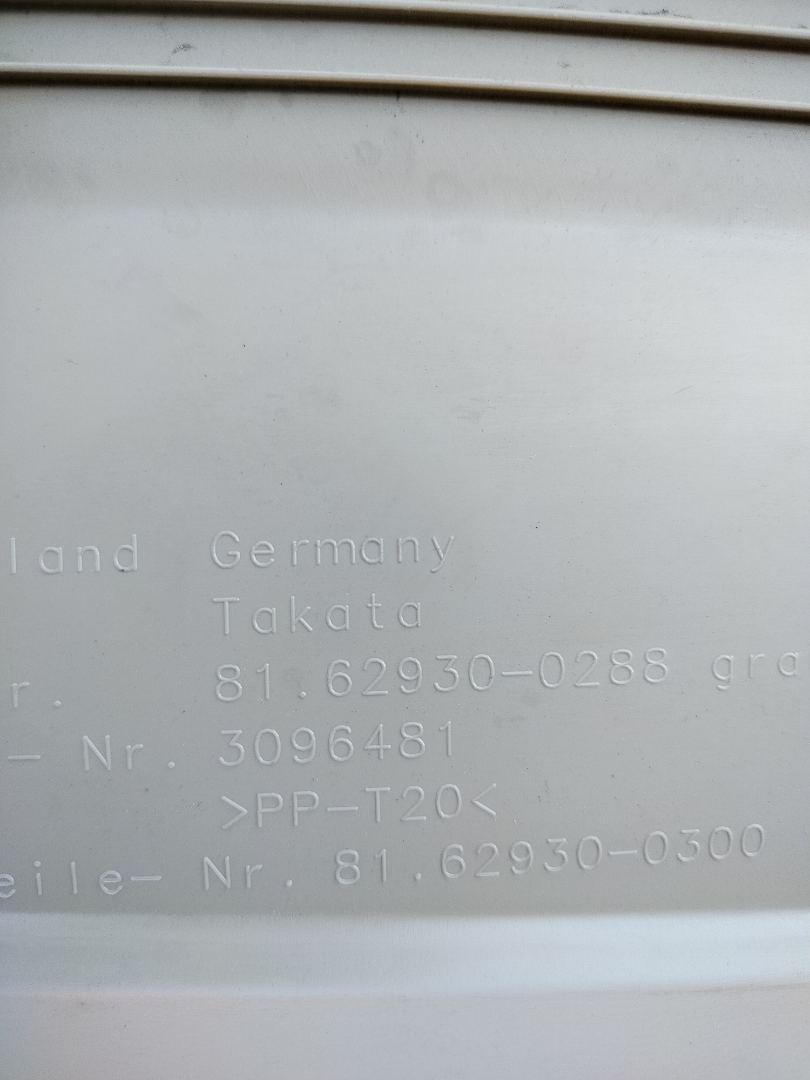 land Germany
Takata
r. 81.62930-0288 gra
- Nr. 3096481
>PP-T20<
eile- Nr. 81.62930-0300